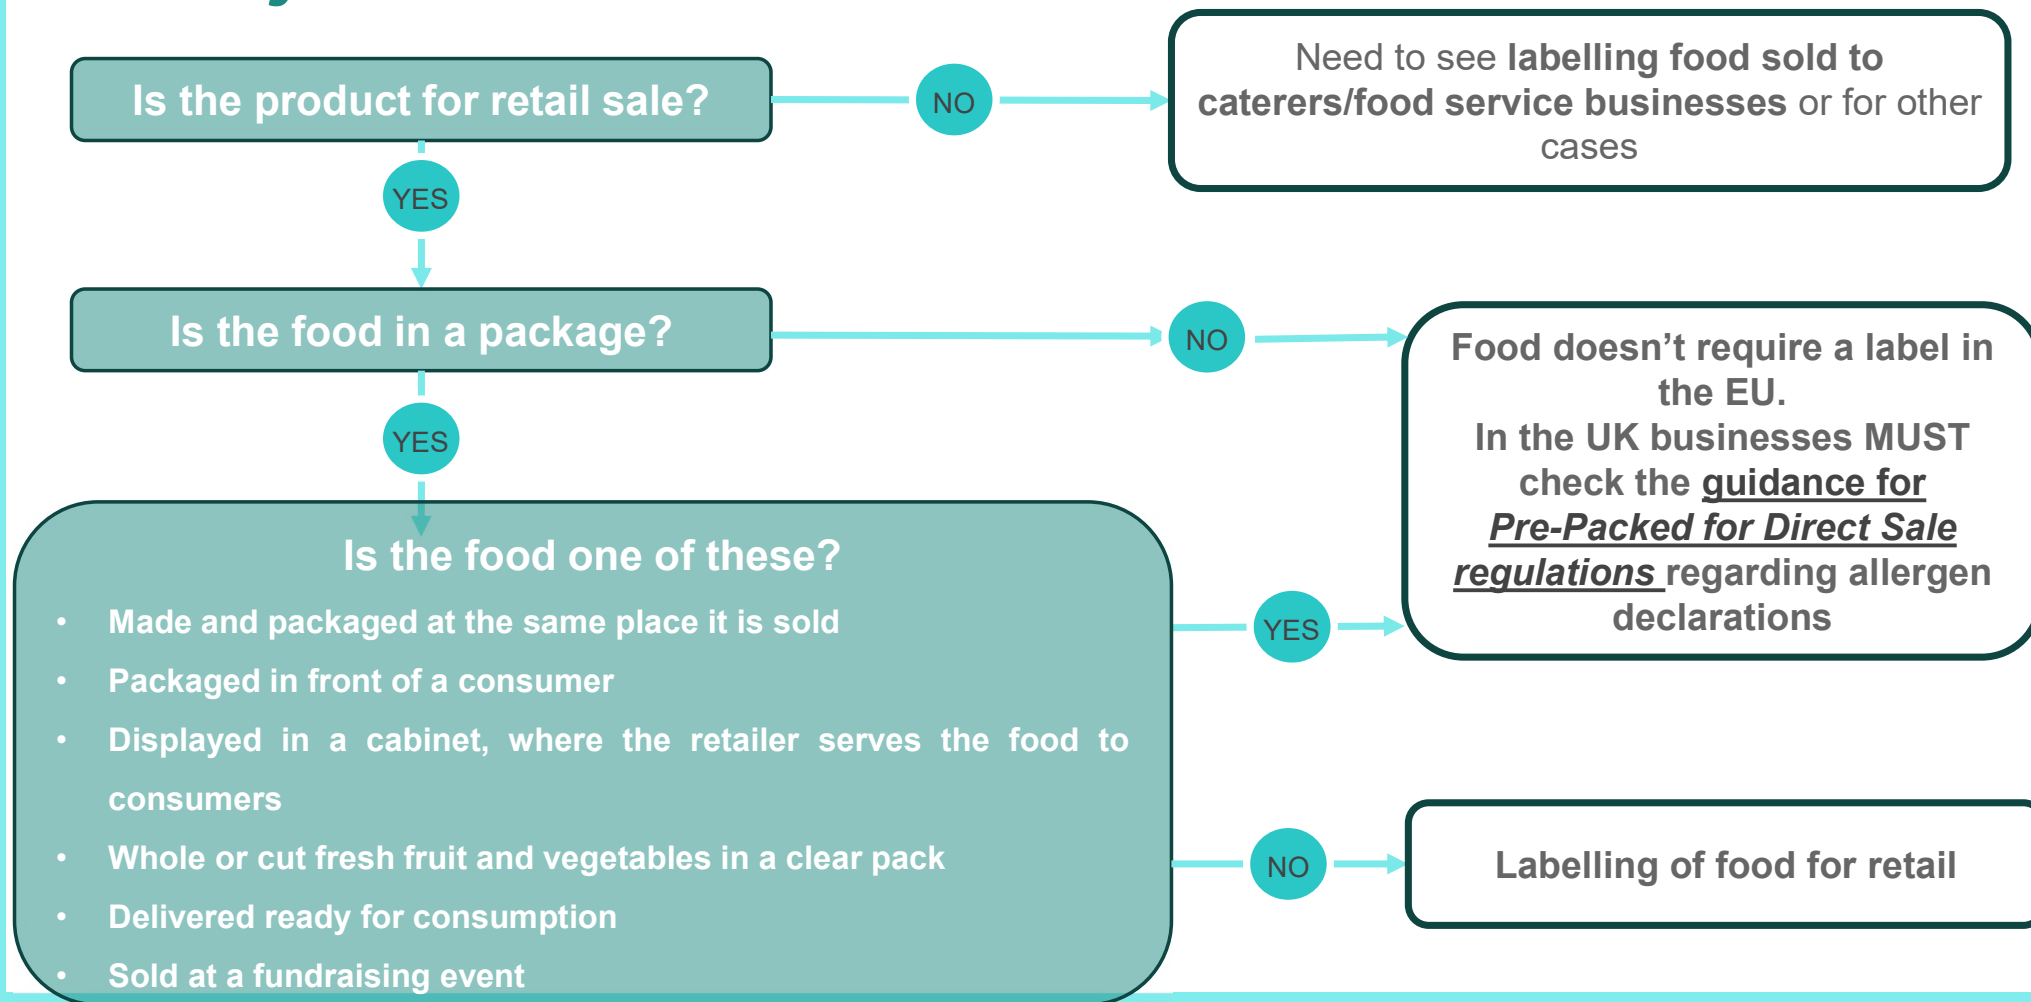 Is the product for retail sale?
NO
Need to see labelling food sold to
caterers/food service businesses or for other
cases
YES
Is the food in a package?
NO
Food doesn’t require a label in
the EU.
In the UK businesses MUST
check the guidance for
Pre-Packed for Direct Sale
regulations regarding allergen
declarations
YES
Is the food one of these?
• Made and packaged at the same place it is sold
• Packaged in front of a consumer
• Displayed in a cabinet, where the retailer serves the food to
consumers
• Whole or cut fresh fruit and vegetables in a clear pack
• Delivered ready for consumption
• Sold at a fundraising event
YES
NO
Labelling of food for retail